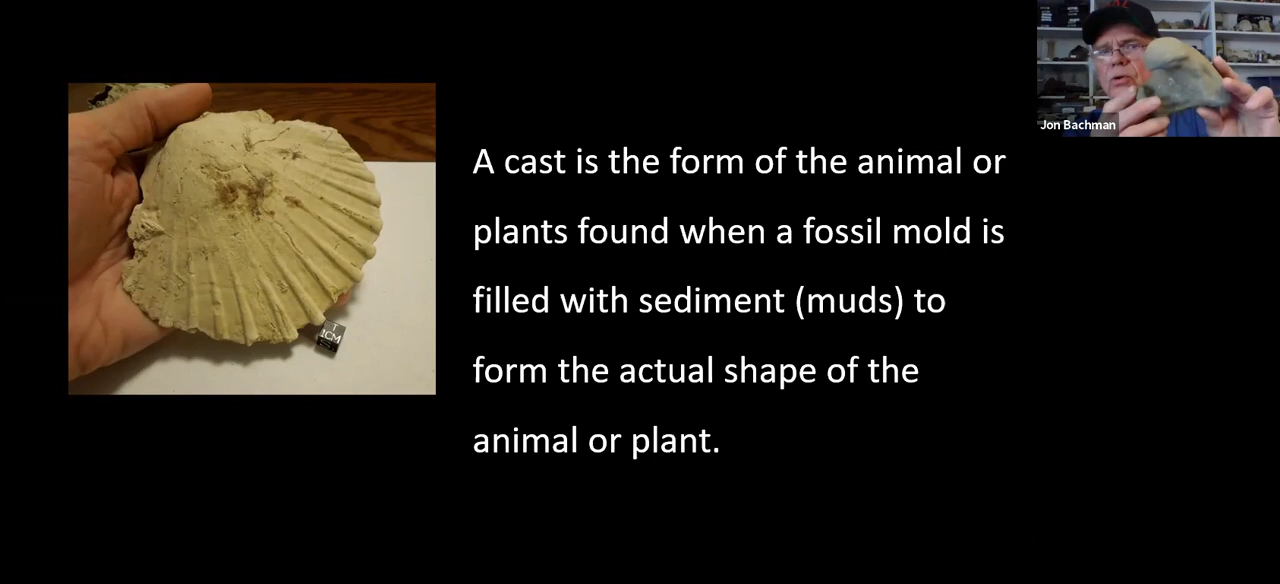 A cast is the form of the animal or
plants found when a fossil mold is
filled with sediment (muds) to
form the actual shape of the
animal or plant.
Jon Bachman
1CM